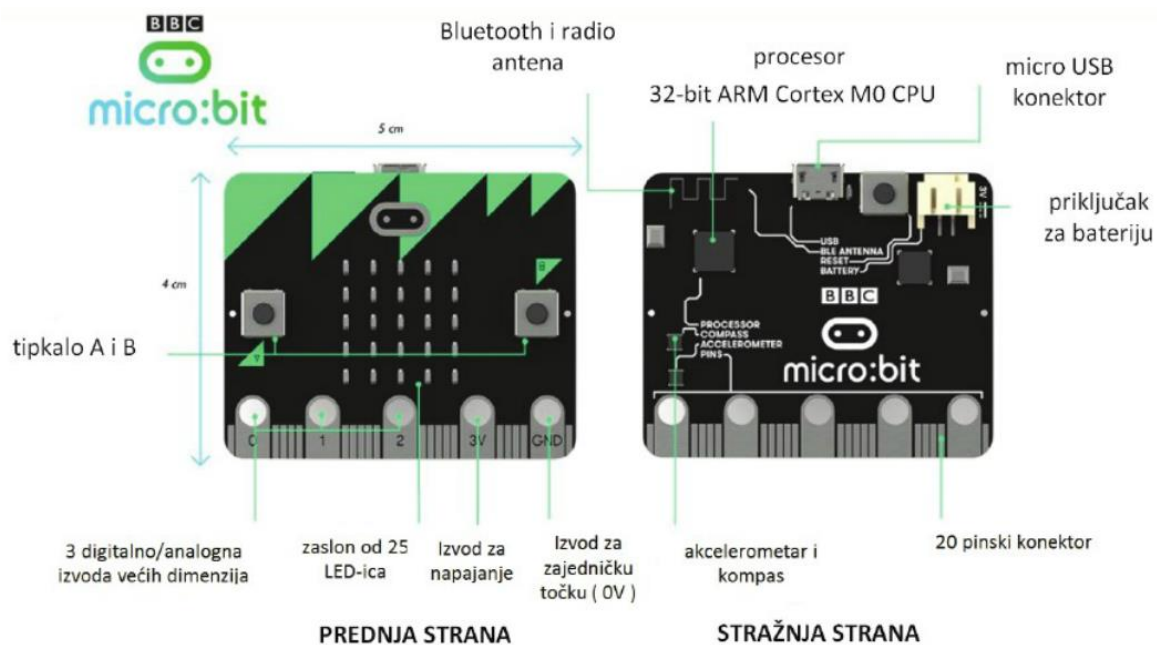 BBC
micro:bit
Bluetooth i radio
antena
procesor
32-bit ARM Cortex M0 CPU
micro USB
konektor
5 cm
4 cm
priključak
za bateriju
3V
B
USB
BLE ANTENNA
RESET
BATTERY
BBC
tipkalo A i B
A
PROCESSOR
COMPASS
ACCELEROMETER
PINS
micro:bit
0
1
2
3V
GND
3 digitalno/analogna
izvoda većih dimenzija
zaslon od 25
LED-ica
Izvod za
napajanje
Izvod za
zajedničku
točku ( 0V )
akcelerometar i
kompas
20 pinski konektor
PREDNJA STRANA
STRAŽNJA STRANA